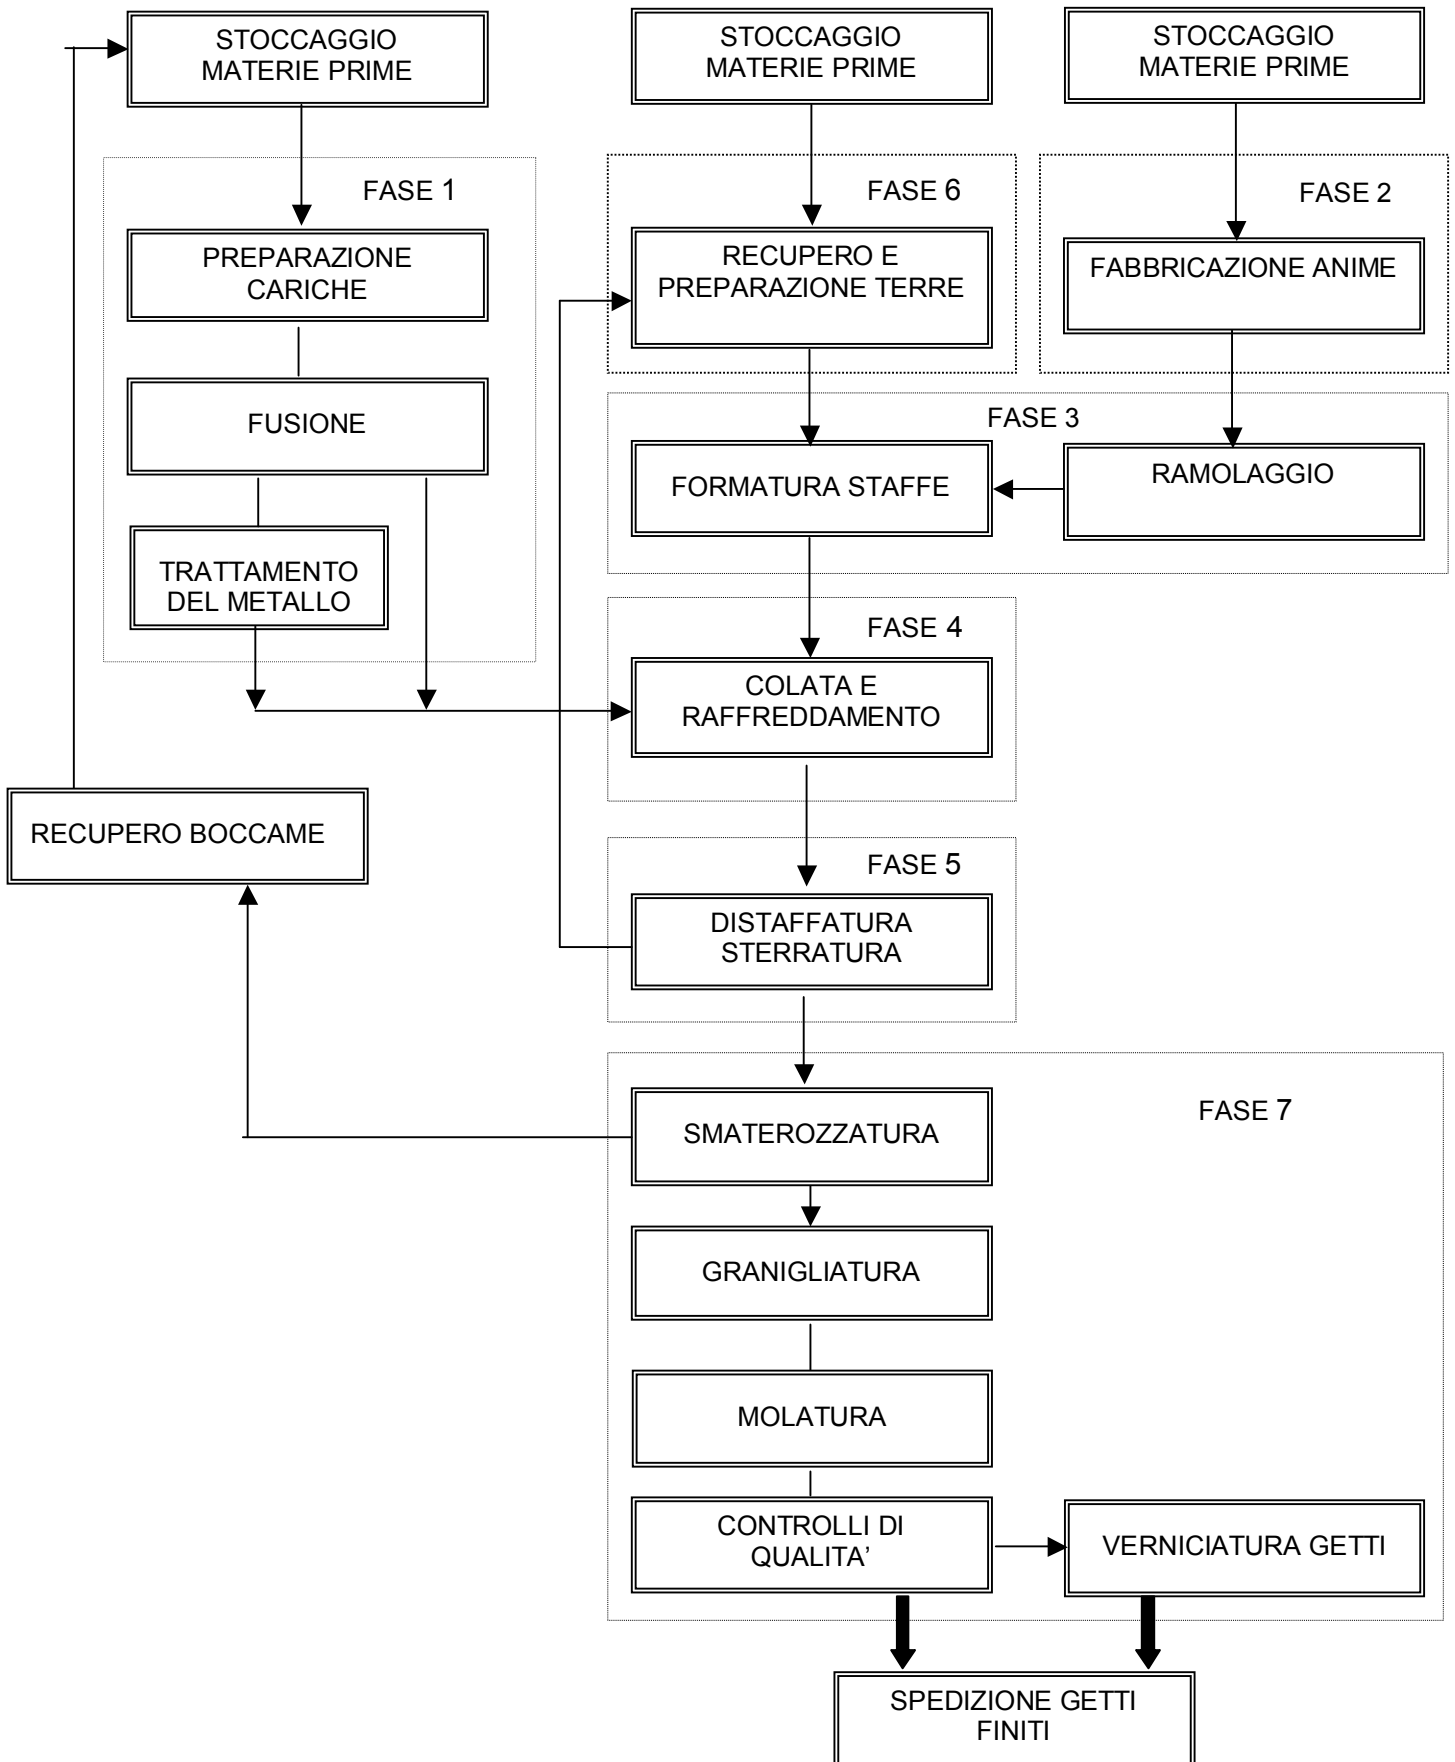 STOCCAGGIO
MATERIE PRIME
STOCCAGGIO
MATERIE PRIME
STOCCAGGIO
MATERIE PRIME
FASE 1
FASE 6
FASE 2
PREPARAZIONE
CARICHE
RECUPERO E
PREPARAZIONE TERRE
FABBRICAZIONE ANIME
FUSIONE
FASE 3
FORMATURA STAFFE
RAMOLAGGIO
TRATTAMENTO
DEL METALLO
FASE 4
COLATA E
RAFFREDDAMENTO
RECUPERO BOCCAME
FASE 5
DISTAFFATURA
STERRATURA
FASE 7
SMATEROZZATURA
GRANIGLIATURA
MOLATURA
CONTROLLI DI
QUALITA’
VERNICIATURA GETTI
SPEDIZIONE GETTI
FINITI